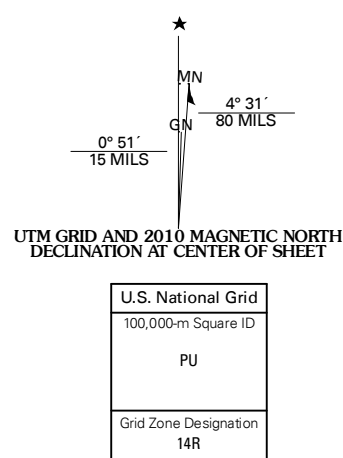 ★
MN
4° 31´
80 MILS
GN
0° 51´
15 MILS
UTM GRID AND 2010 MAGNETIC NORTH
DECLINATION AT CENTER OF SHEET
U.S. National Grid
100,000-m Square ID
PU
Grid Zone Designation
14R